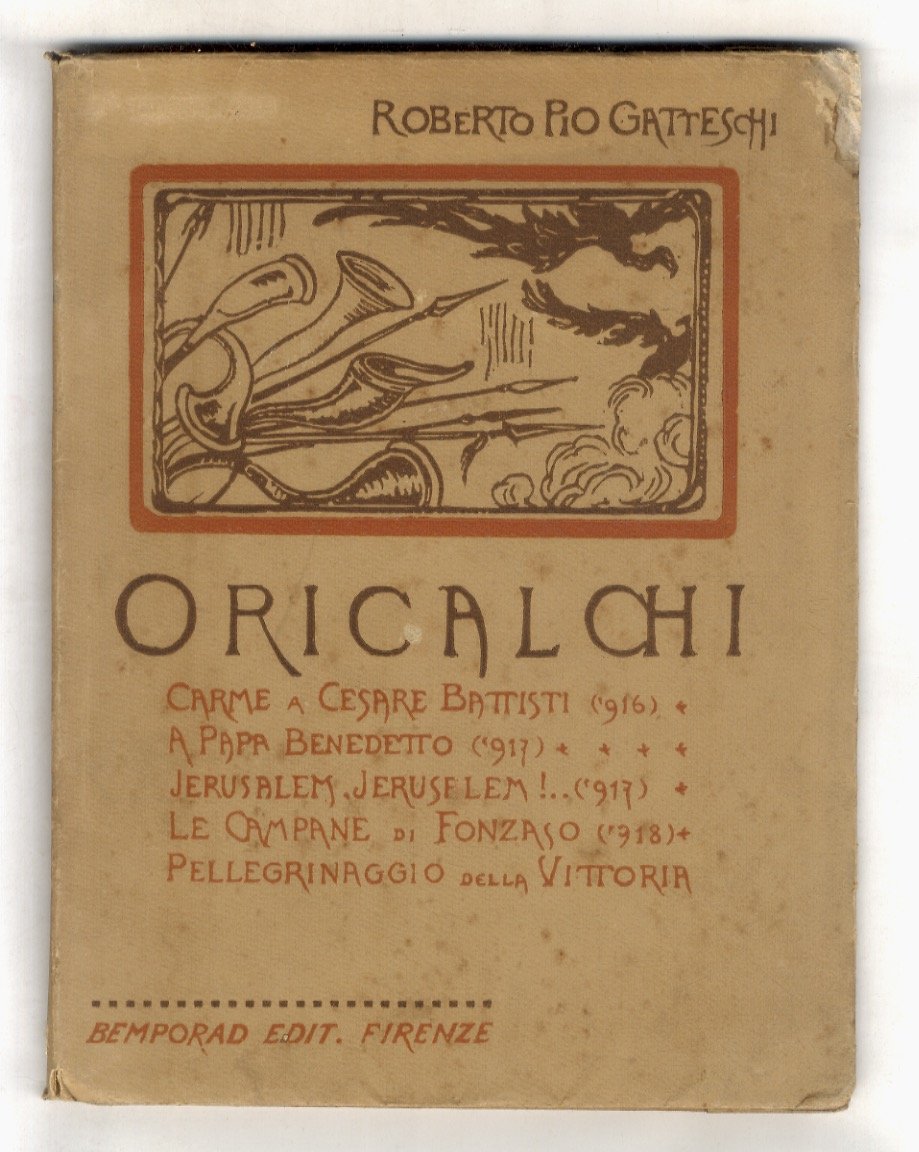 ROBERTO PIO GATTESCHI
ORICALCHI
CARME A CESARE BATTISTI ('916)
A PAPA BENEDETTO ('917)
JERUSALEM, JERUSELEM!..('917)
LE CAMPANE DI FONZASO ('918)
PELLEGRINAGGIO DELLA VITTORIA
BEMPORAD EDIT. FIRENZE